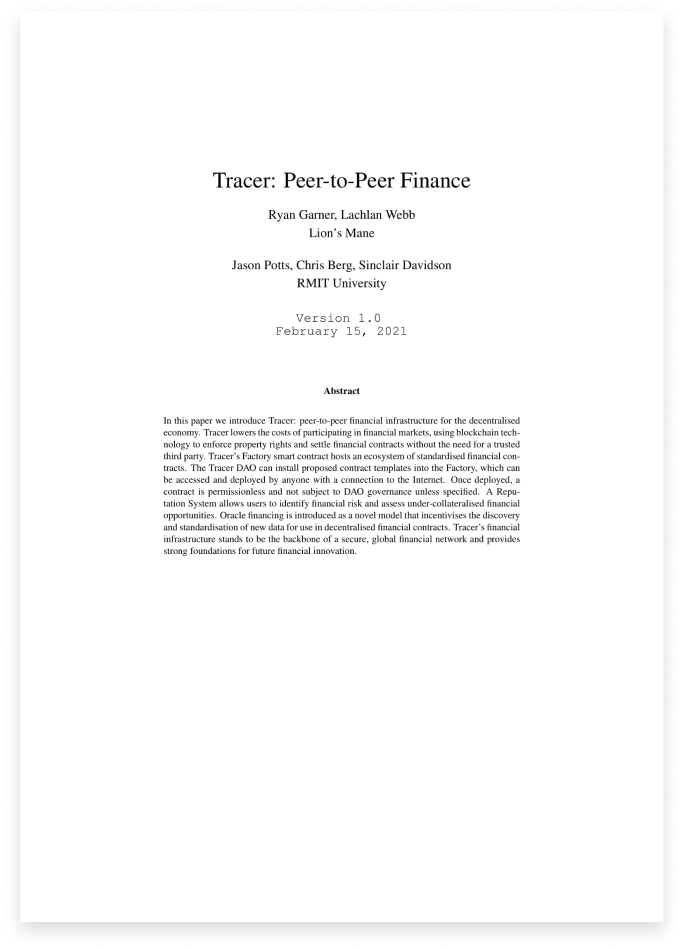 Tracer: Peer-to-Peer Finance
Ryan Garner, Lachlan Webb
Lion's Mane
Jason Potts, Chris Berg, Sinclair Davidson
RMIT University
Version 1.0
February 15, 2021
Abstract
In this paper we introduce Tracer: peer-to-peer financial infrastructure for the decentralised
economy. Tracer lowers the costs of participating in financial markets, using blockchain tech-
nology to enforce property rights and settle financial contracts without the need for a trusted
third party. Tracer's Factory smart contract hosts an ecosystem of standardised financial con-
tracts. The Tracer DAO can install proposed contract templates into the Factory, which can
be accessed and deployed by anyone with a connection to the Internet. Once deployed, a
contract is permissionless and not subject to DAO governance unless specified. A Repu-
tation System allows users to identify financial risk and assess under-collateralised financial
opportunities. Oracle financing is introduced as a novel model that incentivises the discovery
and standardisation of new data for use in decentralised financial contracts. Tracer's financial
infrastructure stands to be the backbone of a secure, global financial network and provides
strong foundations for future financial innovation.